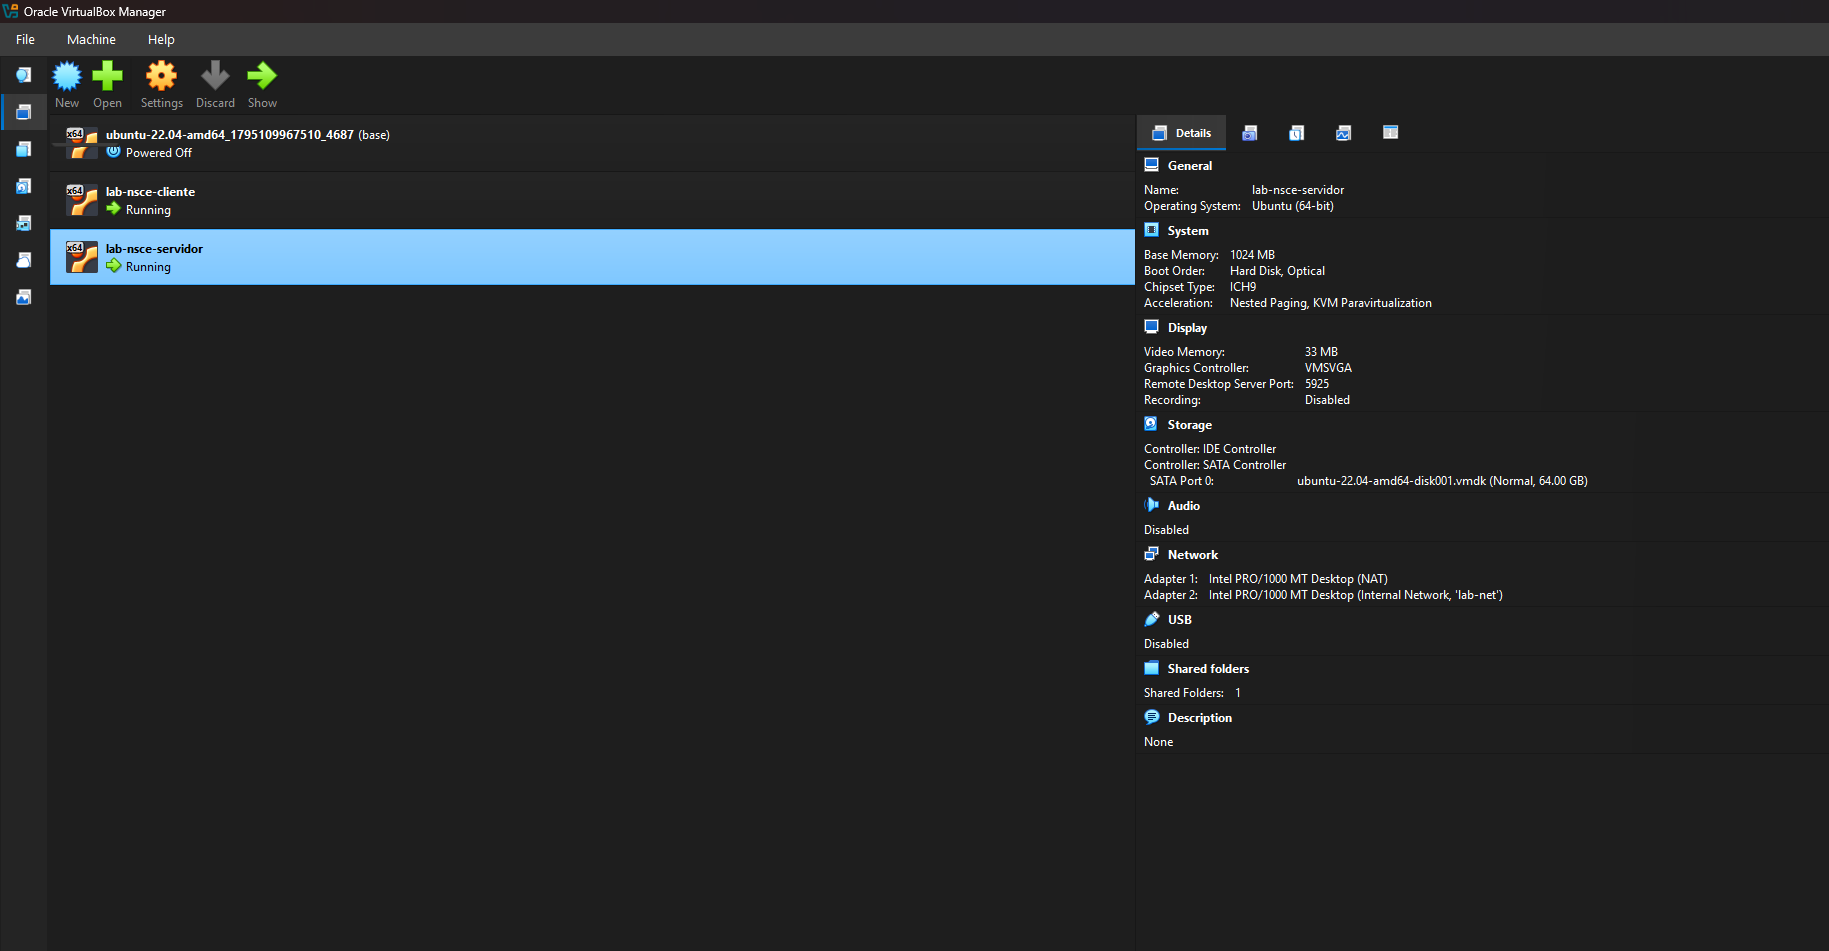 Oracle VirtualBox Manager
File Machine Help
New Open Settings Discard Show
x64 ubuntu-22.04-amd64_1795109967510_4687 (base)
Powered Off
x64 lab-nsce-cliente
Running
x64 lab-nsce-servidor
Running
Details
General
Name: lab-nsce-servidor
Operating System: Ubuntu (64-bit)
System
Base Memory: 1024 MB
Boot Order: Hard Disk, Optical
Chipset Type: ICH9
Acceleration: Nested Paging, KVM Paravirtualization
Display
Video Memory: 33 MB
Graphics Controller: VMSVGA
Remote Desktop Server Port: 5925
Recording: Disabled
Storage
Controller: IDE Controller
Controller: SATA Controller
SATA Port 0: ubuntu-22.04-amd64-disk001.vmdk (Normal, 64.00 GB)
Audio
Disabled
Network
Adapter 1: Intel PRO/1000 MT Desktop (NAT)
Adapter 2: Intel PRO/1000 MT Desktop (Internal Network, 'lab-net')
USB
Disabled
Shared folders
Shared Folders: 1
Description
None